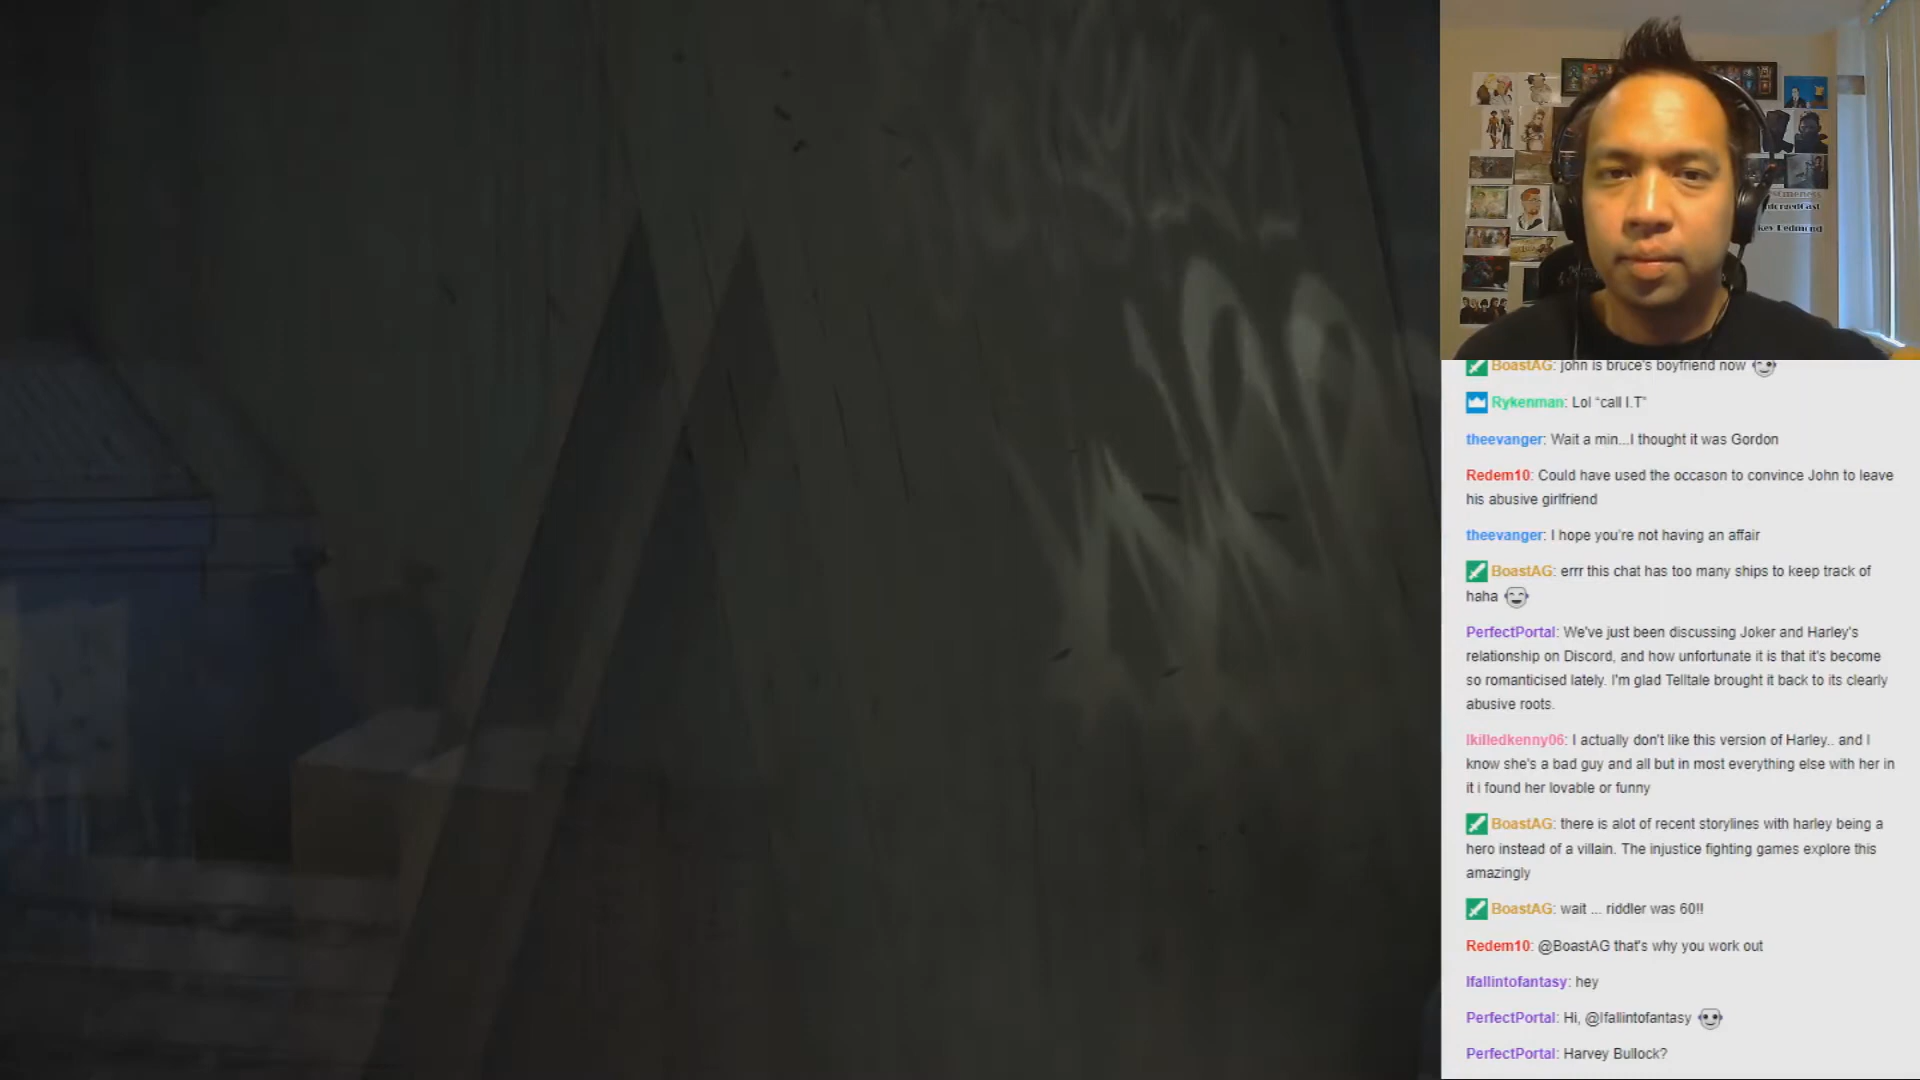 kev Redmond
BoastAG: john is bruce's boyfriend now
Rykenman: Lol “call I.T”
theevanger: Wait a min...I thought it was Gordon
Redem10: Could have used the occason to convince John to leave
his abusive girlfriend
theevanger: I hope you're not having an affair
BoastAG: errr this chat has too many ships to keep track of
haha
PerfectPortal: We've just been discussing Joker and Harley's
relationship on Discord, and how unfortunate it is that it's become
so romanticised lately. I'm glad Telltale brought it back to its clearly
abusive roots.
Ikilledkenny06: I actually don't like this version of Harley.. and I
know she's a bad guy and all but in most everything else with her in
it i found her lovable or funny
BoastAG: there is alot of recent storylines with harley being a
hero instead of a villain. The injustice fighting games explore this
amazingly
BoastAG: wait ... riddler was 60!!
Redem10: @BoastAG that's why you work out
Ifallintofantasy: hey
PerfectPortal: Hi, @Ifallintofantasy
PerfectPortal: Harvey Bullock?